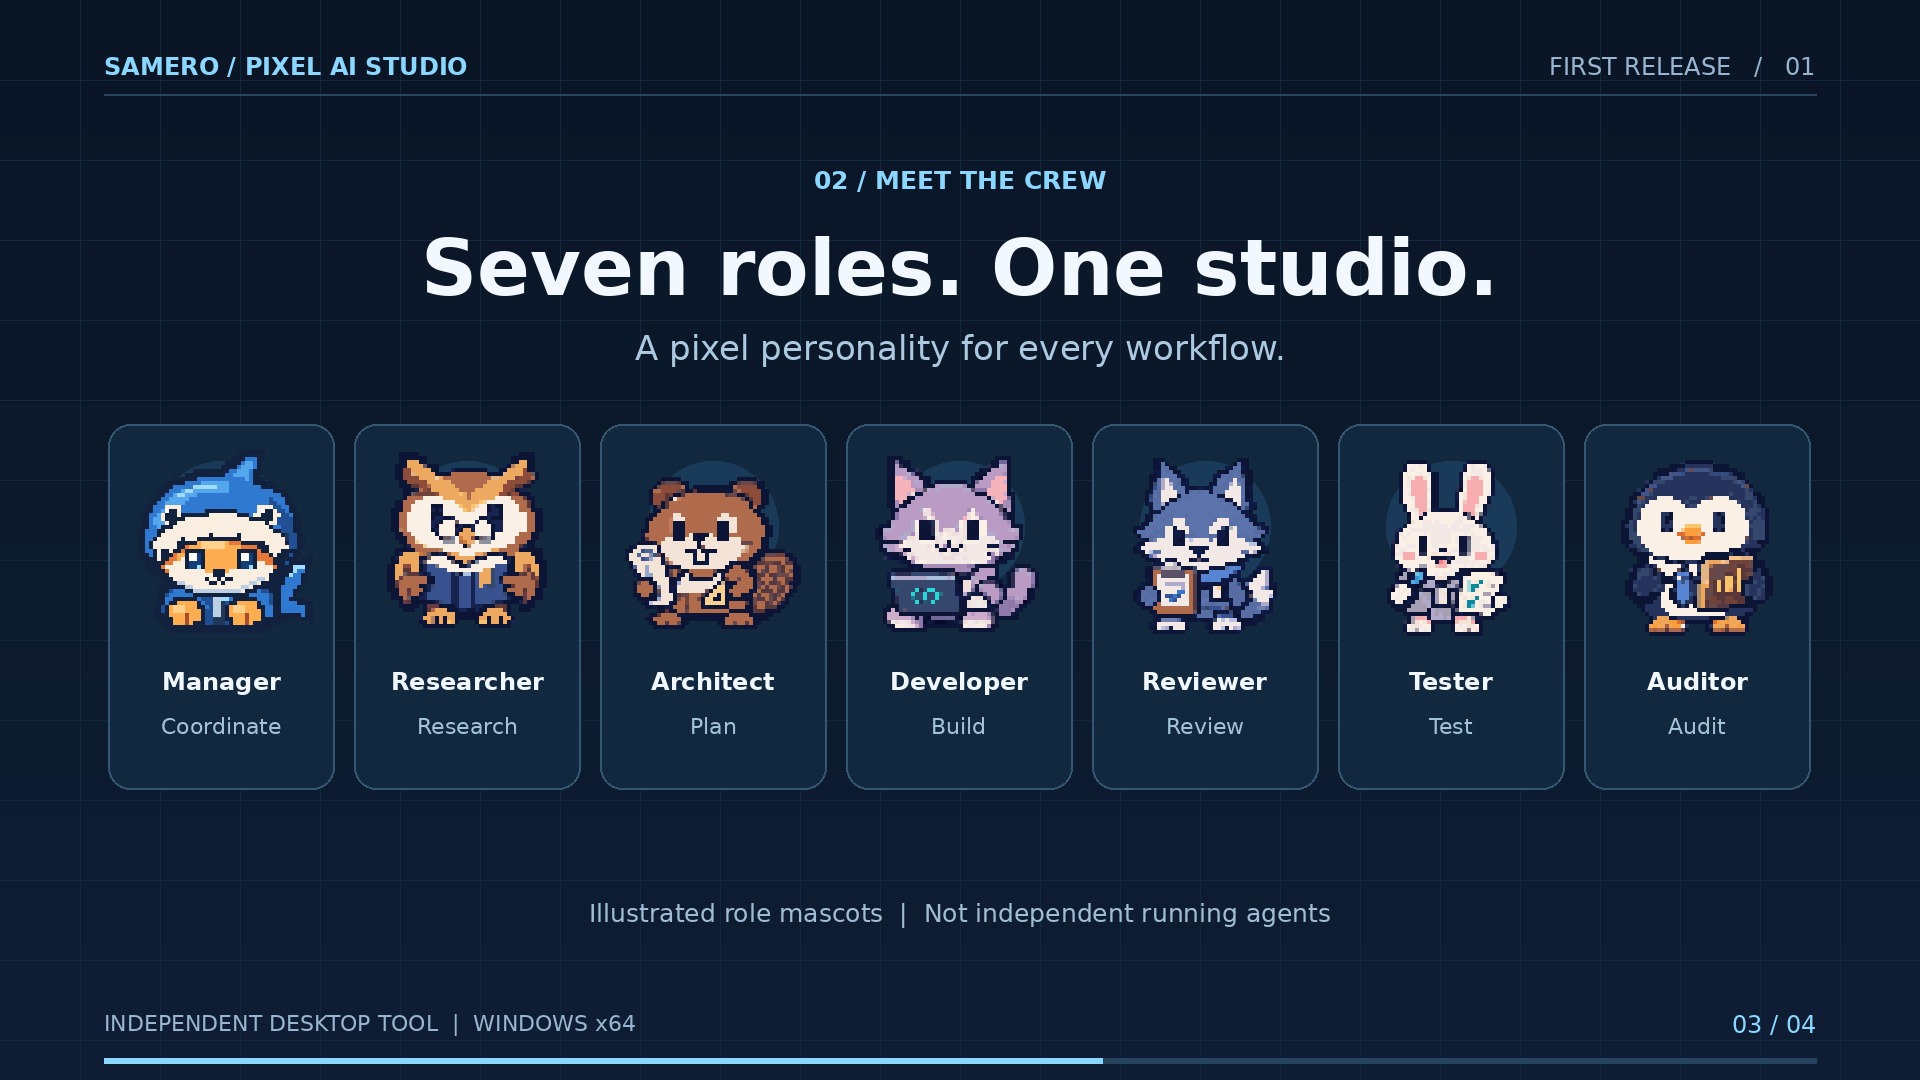 SAMERO / PIXEL AI STUDIO
FIRST RELEASE / 01
02 / MEET THE CREW
Seven roles. One studio.
A pixel personality for every workflow.
Manager
Coordinate
Researcher
Research
Architect
Plan
Developer
Build
Reviewer
Review
Tester
Test
Auditor
Audit
Illustrated role mascots | Not independent running agents
INDEPENDENT DESKTOP TOOL | WINDOWS x64
03 / 04